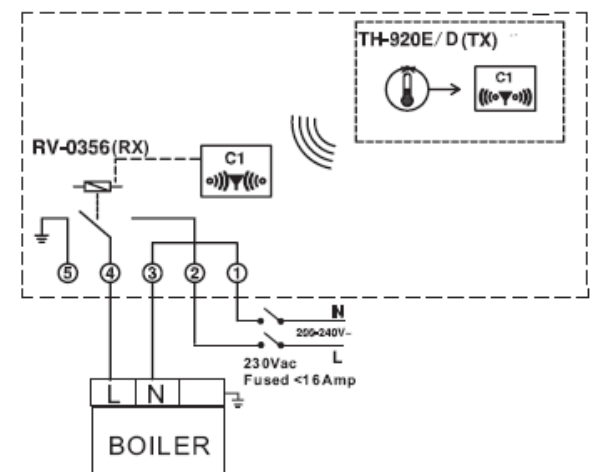 TH-920E/D(TX)
C1
RV-0356(RX)
C1
5 4 3 2 1
N
200-240V~
230Vac L
Fused <16Amp
L N
BOILER